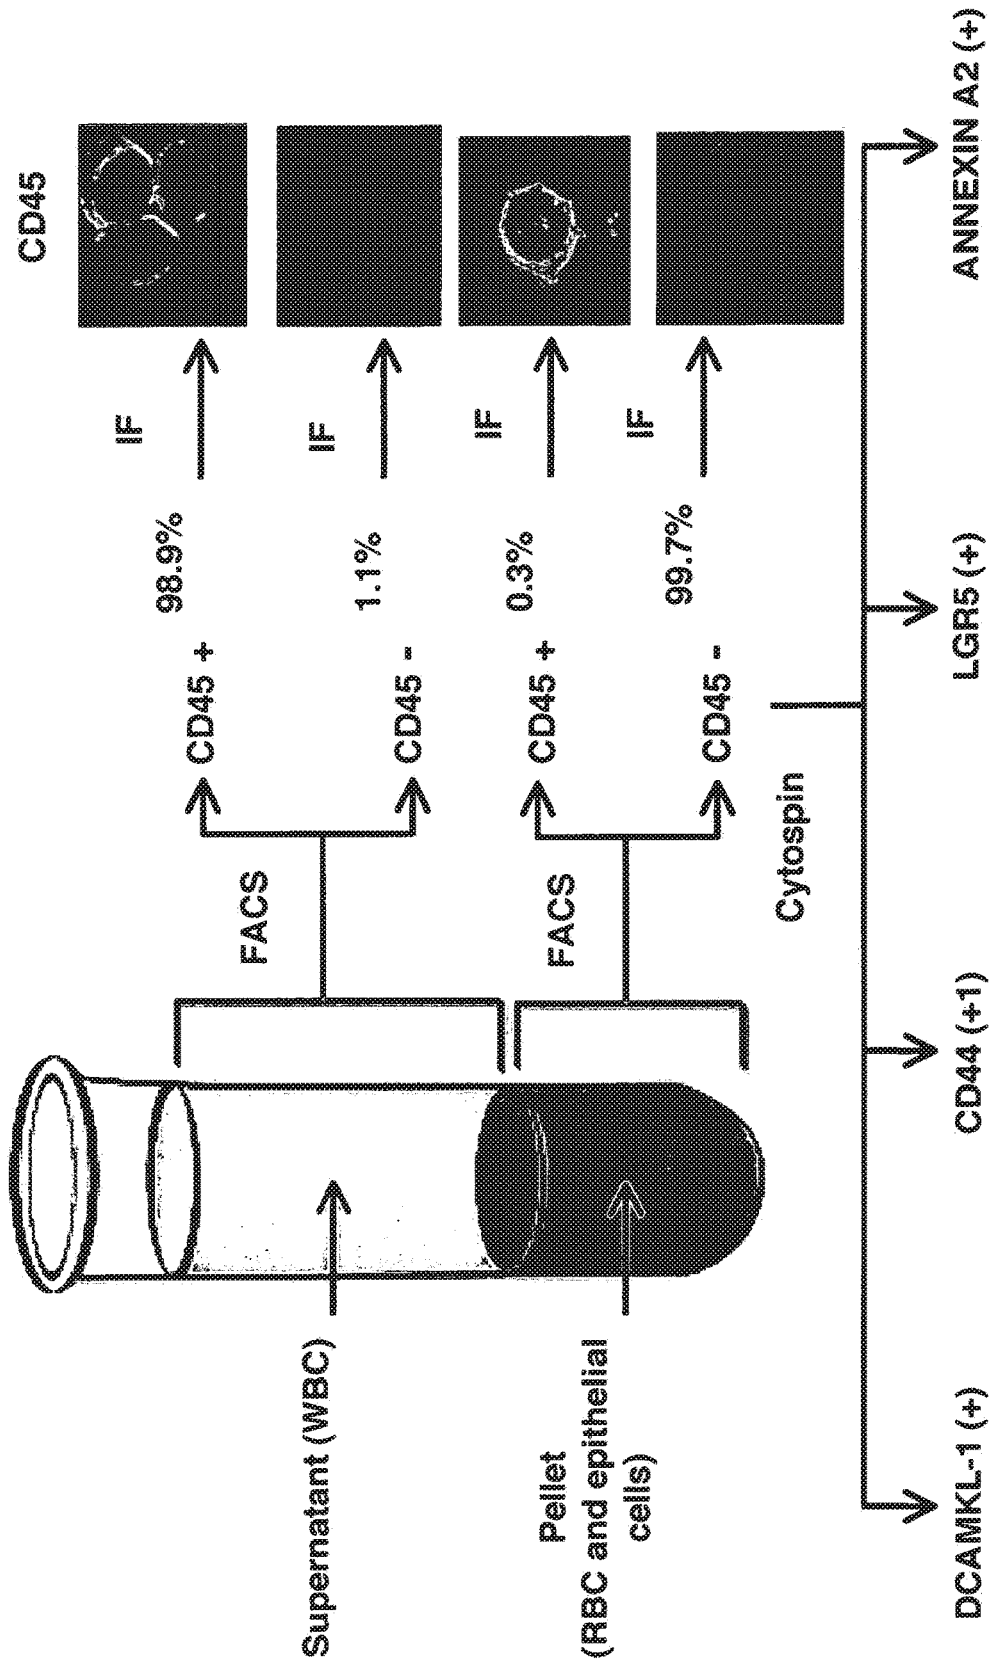 CD45
Supernatant (WBC)
FACS
CD45 +
98.9%
IF
CD45 -
1.1%
IF
Pellet
(RBC and epithelial
cells)
FACS
CD45 +
0.3%
IF
CD45 -
99.7%
IF
Cytospin
DCAMKL-1 (+)
CD44 (+1)
LGR5 (+)
ANNEXIN A2 (+)